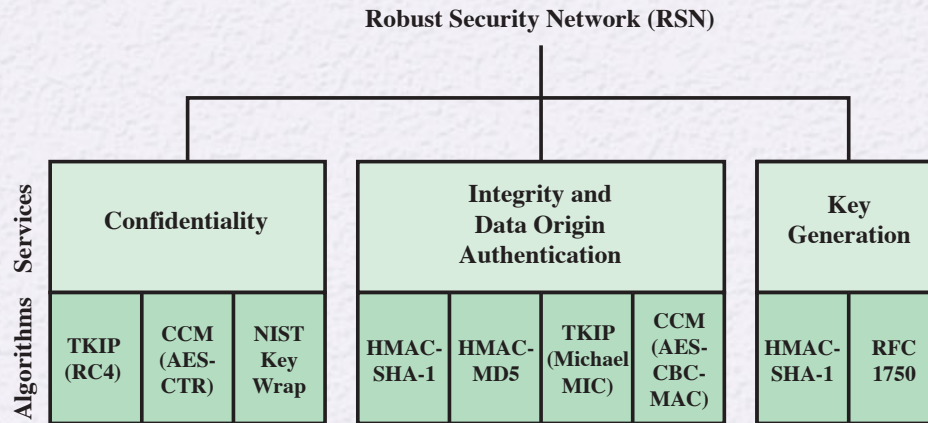 Robust Security Network (RSN)
Services
Confidentiality
Integrity and
Data Origin
Authentication
Key
Generation
Algorithms
TKIP
(RC4)
CCM
(AES-
CTR)
NIST
Key
Wrap
HMAC-
SHA-1
HMAC-
MD5
TKIP
(Michael
MIC)
CCM
(AES-
CBC-
MAC)
HMAC-
SHA-1
RFC
1750